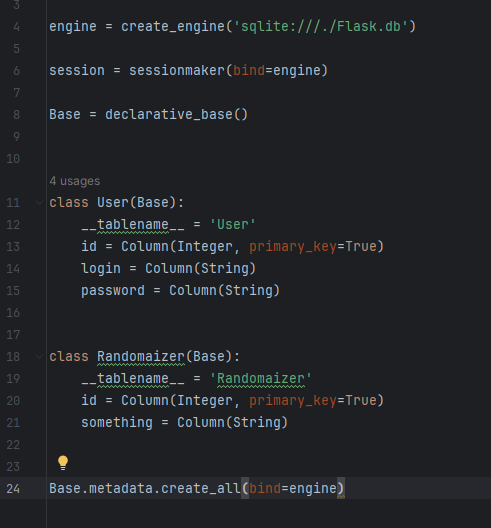 3
4 engine = create_engine('sqlite:///./Flask.db')
5
6 session = sessionmaker(bind=engine)
7
8 Base = declarative_base()
9
10
4 usages
11 class User(Base):
12     __tablename__ = 'User'
13     id = Column(Integer, primary_key=True)
14     login = Column(String)
15     password = Column(String)
16
17
18 class Randomaizer(Base):
19     __tablename__ = 'Randomaizer'
20     id = Column(Integer, primary_key=True)
21     something = Column(String)
22
23
24 Base.metadata.create_all(bind=engine)